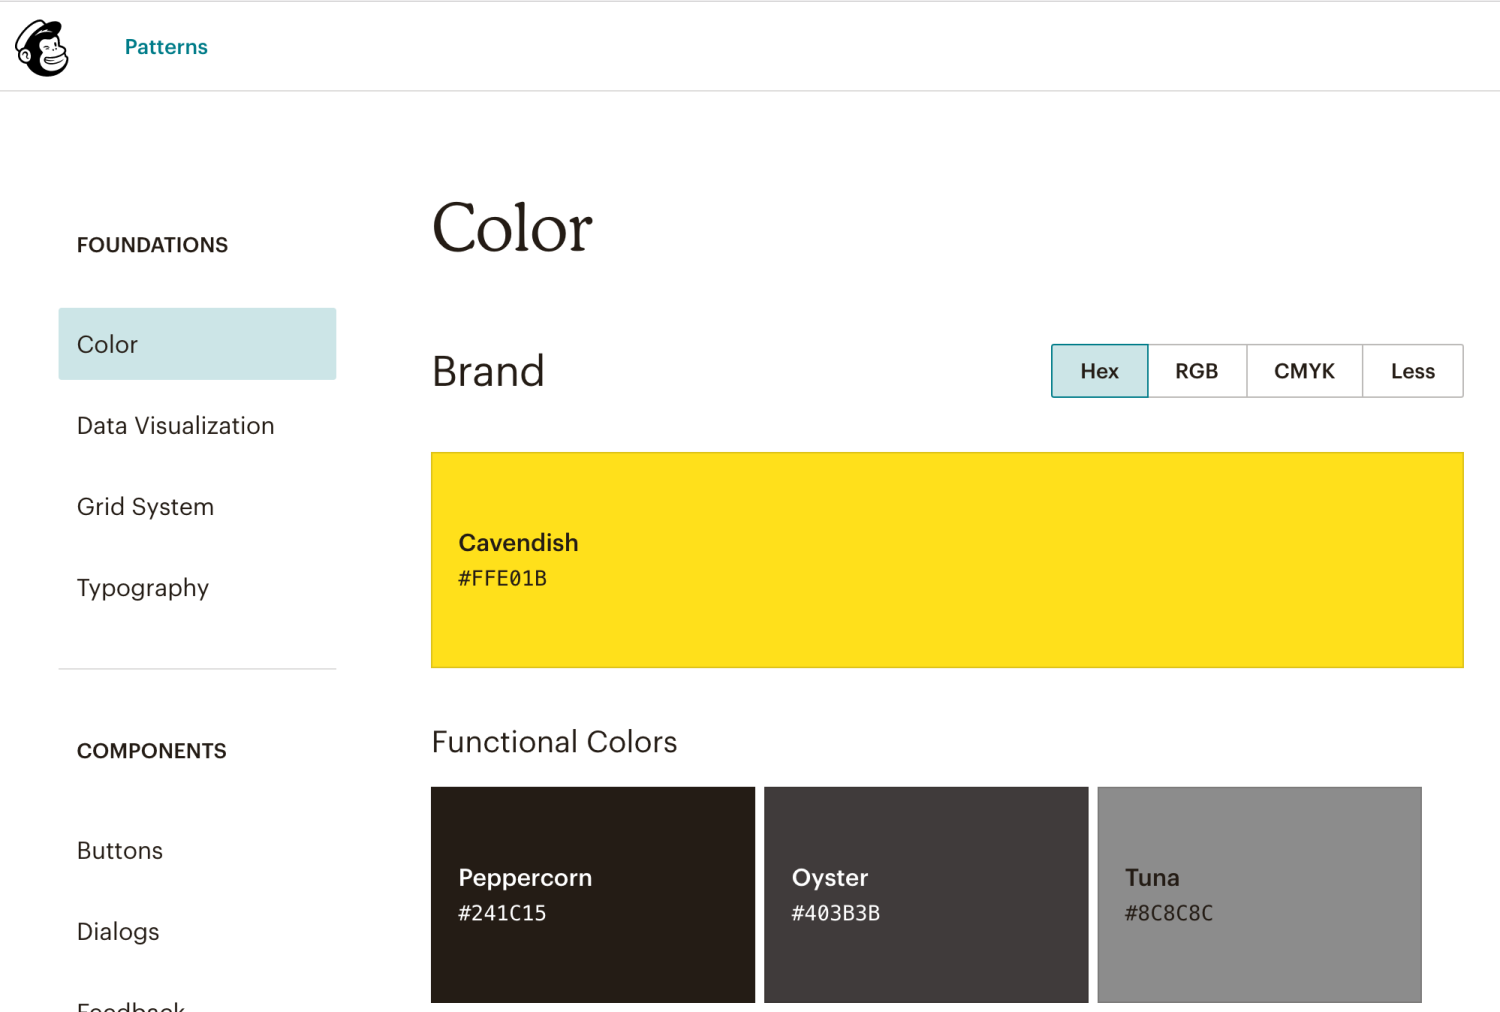 Patterns
FOUNDATIONS
Color
Data Visualization
Grid System
Typography
COMPONENTS
Buttons
Dialogs
Feedback
Color
Brand
Hex
RGB
CMYK
Less
Cavendish
#FFE01B
Functional Colors
Peppercorn
#241C15
Oyster
#403B3B
Tuna
#8C8C8C